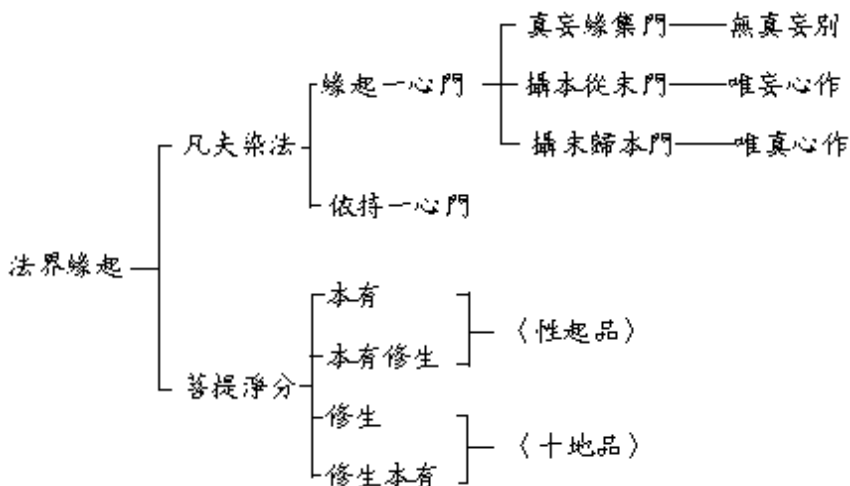 真妄緣集門——無真妄別
緣起一心門
攝本從末門——唯妄心作
凡夫染法
攝末歸本門——唯真心作
依持一心門
法界緣起
本有
〈性起品〉
本有修生
菩提淨分
修生
〈十地品〉
修生本有